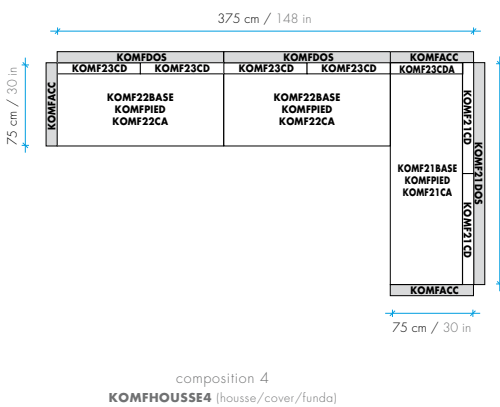 375 cm / 148 in
KOMFDOS
KOMFDOS
KOMFACC
KOMF23CD
KOMF23CD
KOMF23CD
KOMF23CD
KOMF23CDA
75 cm / 30 in
KOMFACC
KOMF22BASE
KOMFPIED
KOMF22CA
KOMF22BASE
KOMFPIED
KOMF22CA
KOMF21CD
KOMF21BASE
KOMFPIED
KOMF21CA
KOMF21DOS
KOMF21CD
KOMFACC
75 cm / 30 in
composition 4
KOMFHOUSSE4 (housse/cover/funda)